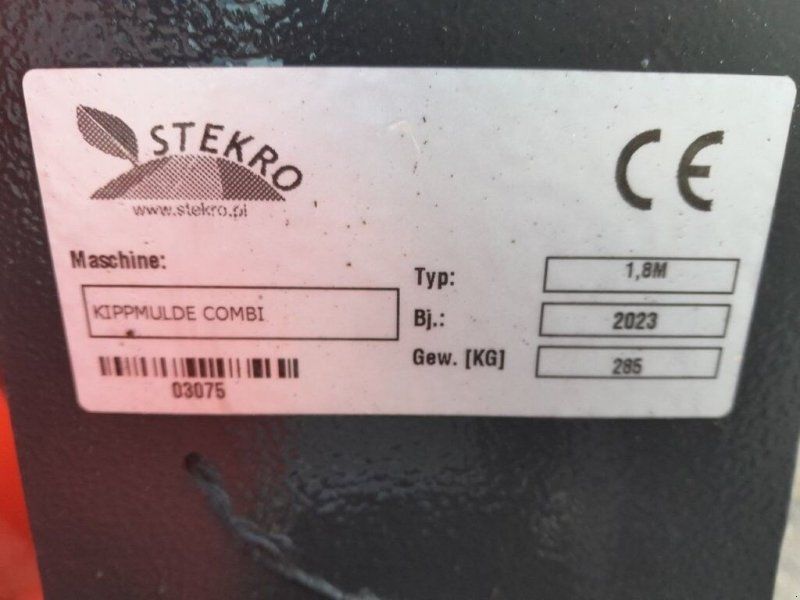 STEKRO
www.stekro.pl
CE
Maschine:
KIPPMULDE COMBI
03075
Typ: 1,8M
Bj.: 2023
Gew. [KG] 285